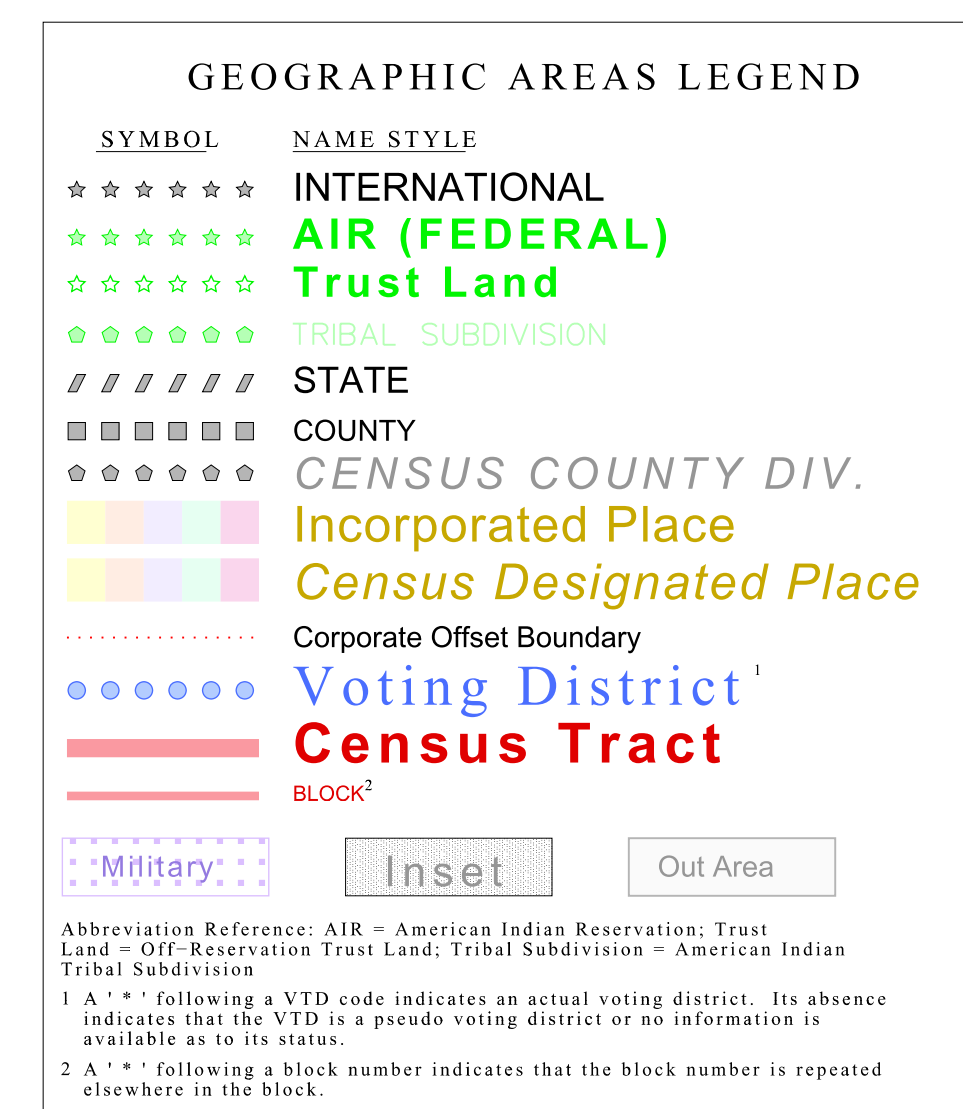 GEOGRAPHIC AREAS LEGEND
SYMBOL NAME STYLE
INTERNATIONAL
AIR (FEDERAL)
Trust Land
TRIBAL SUBDIVISION
STATE
COUNTY
CENSUS COUNTY DIV.
Incorporated Place
Census Designated Place
Corporate Offset Boundary
Voting District 1
Census Tract
BLOCK2
Military Inset Out Area
Abbreviation Reference: AIR = American Indian Reservation; Trust
Land = Off−Reservation Trust Land; Tribal Subdivision = American Indian
Tribal Subdivision
1 A ' * ' following a VTD code indicates an actual voting district. Its absence
indicates that the VTD is a pseudo voting district or no information is
available as to its status.
2 A ' * ' following a block number indicates that the block number is repeated
elsewhere in the block.